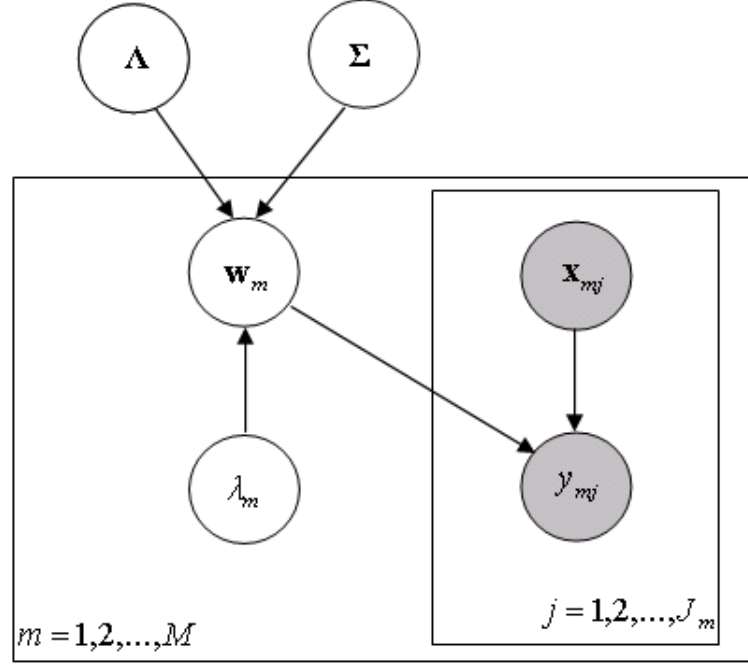 Λ
Σ
w_m
x_mj
λ_m
y_mj
j = 1,2,...,J_m
m = 1,2,...,M